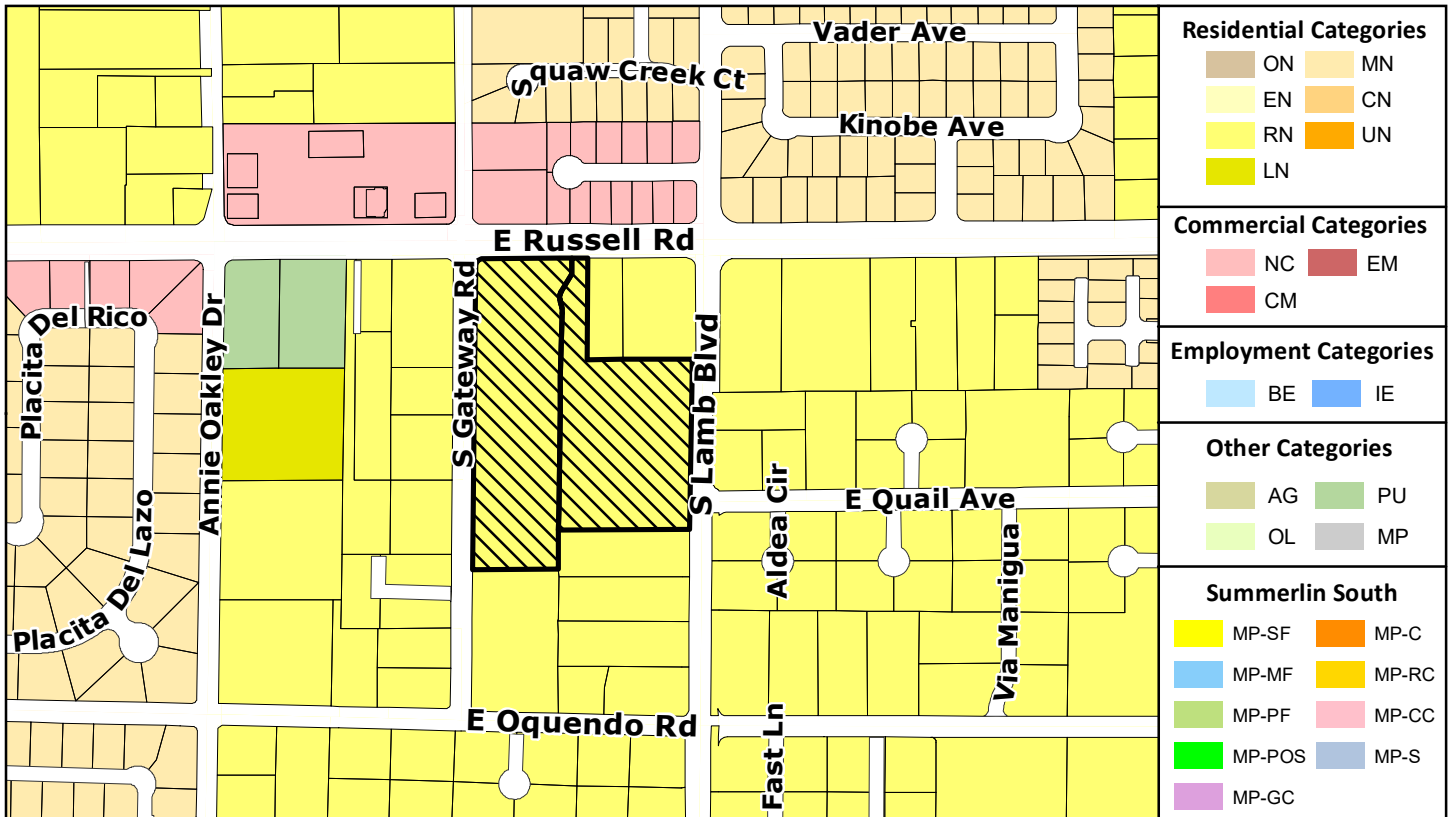 Vader Ave
Squaw Creek Ct
Kinobe Ave
E Russell Rd
S Gateway Rd
Placita Del Rico
Annie Oakley Dr
S Lamb Blvd
Placita Del Lazo
Aldea Cir
E Quail Ave
Via Manigua
E Oquendo Rd
Fast Ln
Residential Categories
ON MN
EN CN
RN UN
LN
Commercial Categories
NC EM
CM
Employment Categories
BE IE
Other Categories
AG PU
OL MP
Summerlin South
MP-SF MP-C
MP-MF MP-RC
MP-PF MP-CC
MP-POS MP-S
MP-GC